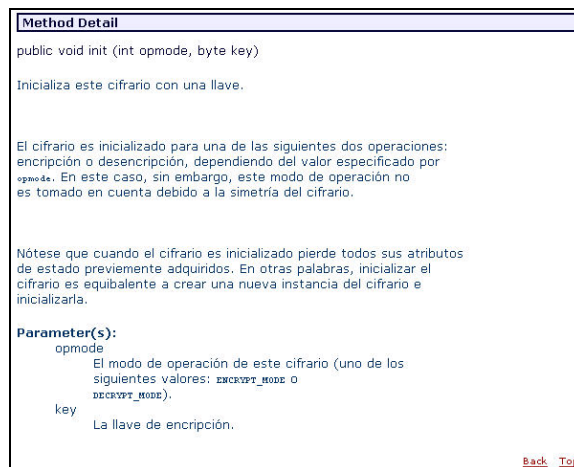 Method Detail
public void init (int opmode, byte key)
Inicializa este cifrario con una llave.
El cifrario es inicializado para una de las siguientes dos operaciones:
encripción o desencripción, dependiendo del valor especificado por
opmode. En este caso, sin embargo, este modo de operación no
es tomado en cuenta debido a la simetría del cifrario.
Nótese que cuando el cifrario es inicializado pierde todos sus atributos
de estado previemente adquiridos. En otras palabras, inicializar el
cifrario es equibalente a crear una nueva instancia del cifrario e
inicializarla.
Parameter(s):
opmode
El modo de operación de este cifrario (uno de los
siguientes valores: ENCRYPT_MODE o
DECRYPT_MODE).
key
La llave de encripción.
Back Top